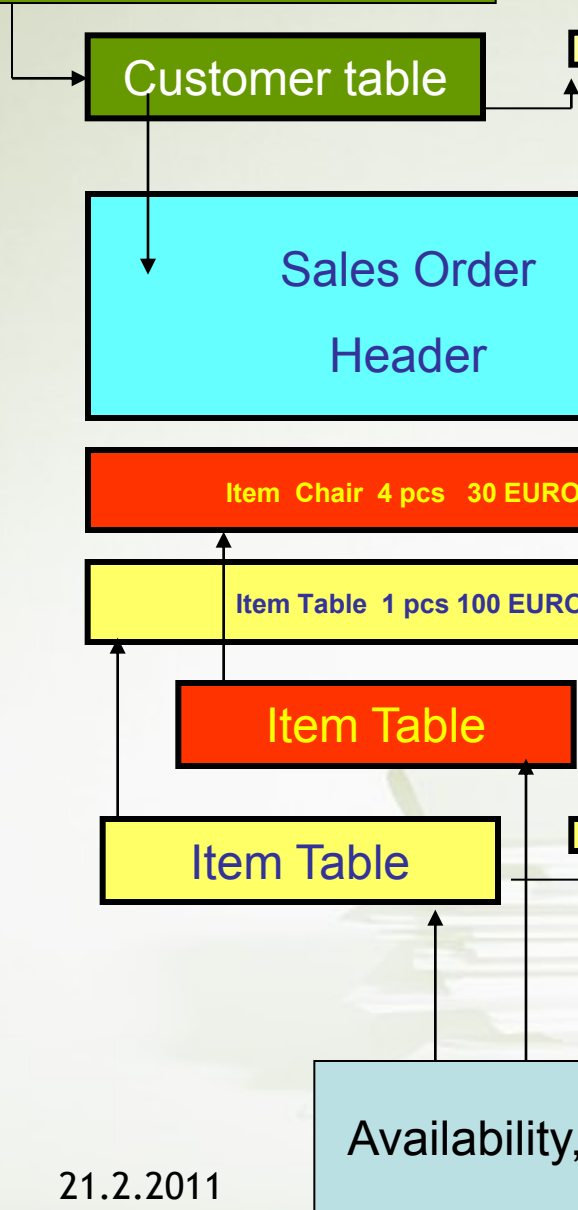 Customer table
Sales Order
Header
Item Chair 4 pcs 30 EURO
Item Table 1 pcs 100 EURO
Item Table
Item Table
Availability,
21.2.2011